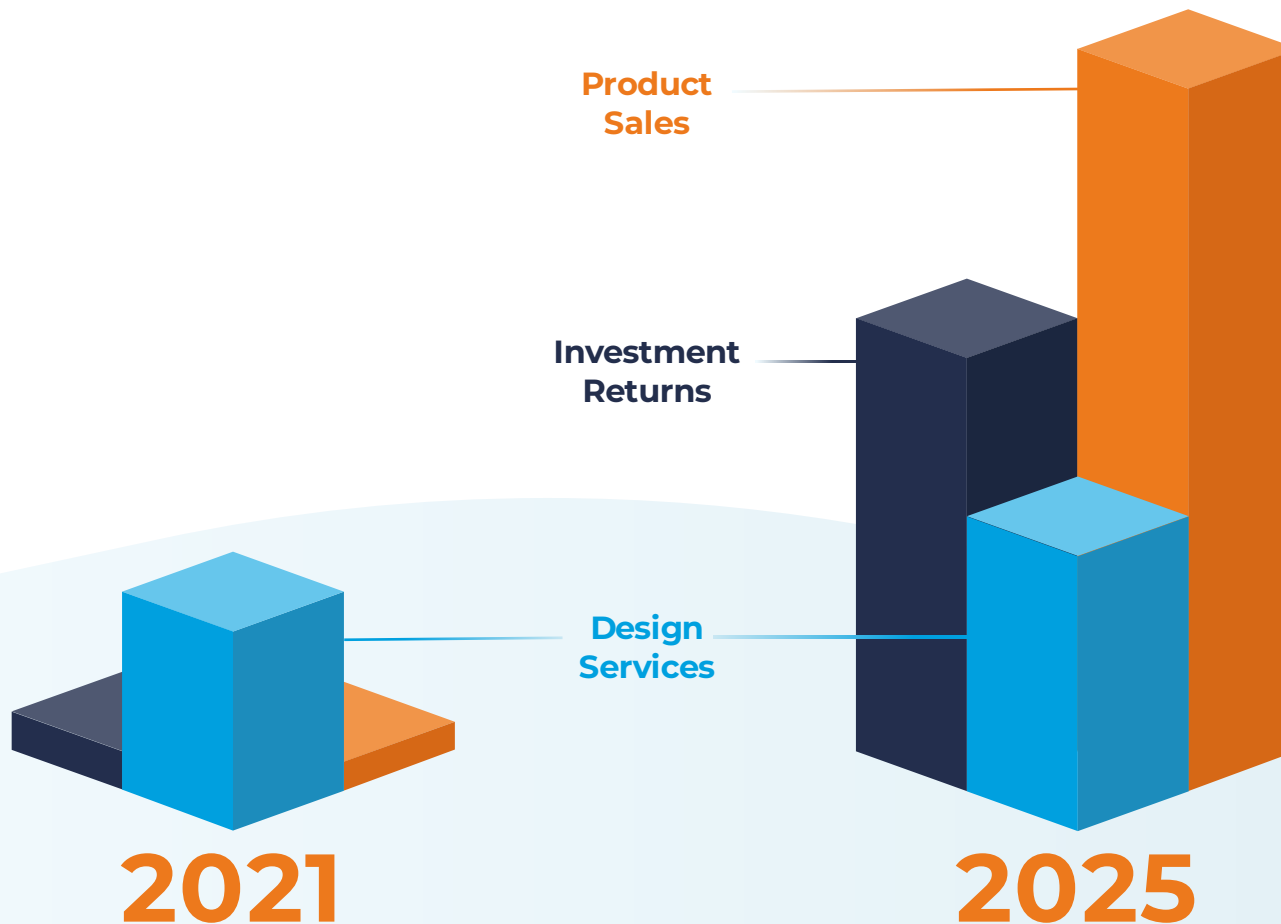 Product
Sales
Investment
Returns
Design
Services
2021
2025